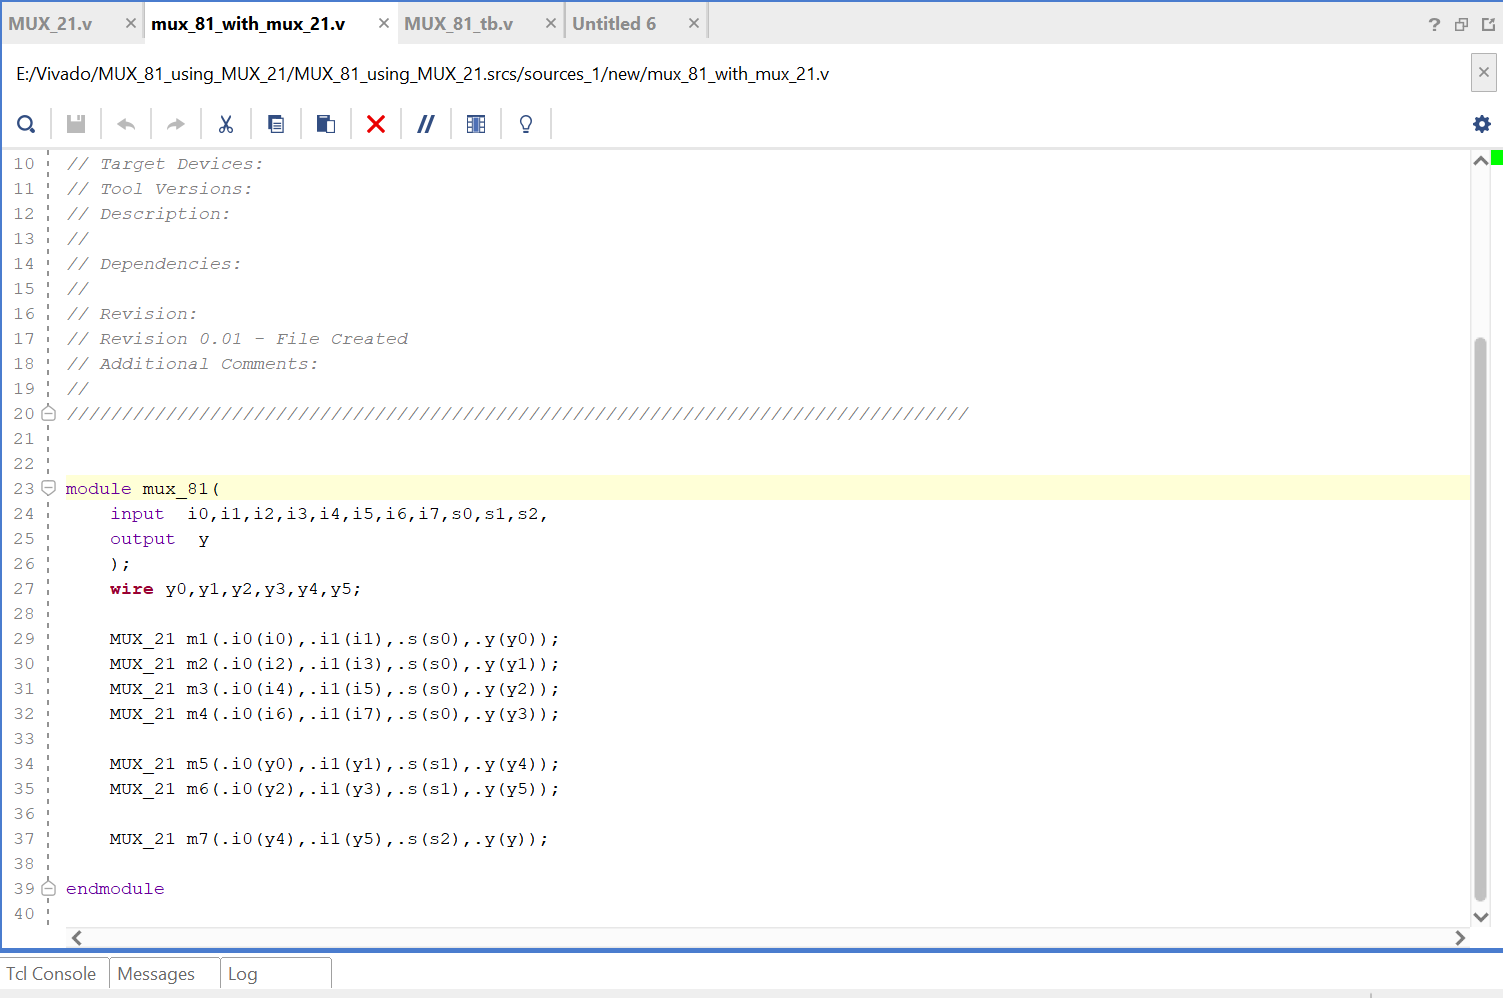 MUX_21.v × mux_81_with_mux_21.v × MUX_81_tb.v × Untitled 6 × ?
E:/Vivado/MUX_81_using_MUX_21/MUX_81_using_MUX_21.srcs/sources_1/new/mux_81_with_mux_21.v ×
10 // Target Devices:
11 // Tool Versions:
12 // Description:
13 //
14 // Dependencies:
15 //
16 // Revision:
17 // Revision 0.01 - File Created
18 // Additional Comments:
19 //
20 //////////////////////////////////////////////////////////////////////////////////
21
22
23 module mux_81(
24 input  i0,i1,i2,i3,i4,i5,i6,i7,s0,s1,s2,
25 output  y
26 );
27 wire y0,y1,y2,y3,y4,y5;
28
29 MUX_21 m1(.i0(i0),.i1(i1),.s(s0),.y(y0));
30 MUX_21 m2(.i0(i2),.i1(i3),.s(s0),.y(y1));
31 MUX_21 m3(.i0(i4),.i1(i5),.s(s0),.y(y2));
32 MUX_21 m4(.i0(i6),.i1(i7),.s(s0),.y(y3));
33
34 MUX_21 m5(.i0(y0),.i1(y1),.s(s1),.y(y4));
35 MUX_21 m6(.i0(y2),.i1(y3),.s(s1),.y(y5));
36
37 MUX_21 m7(.i0(y4),.i1(y5),.s(s2),.y(y));
38
39 endmodule
40
Tcl Console Messages Log